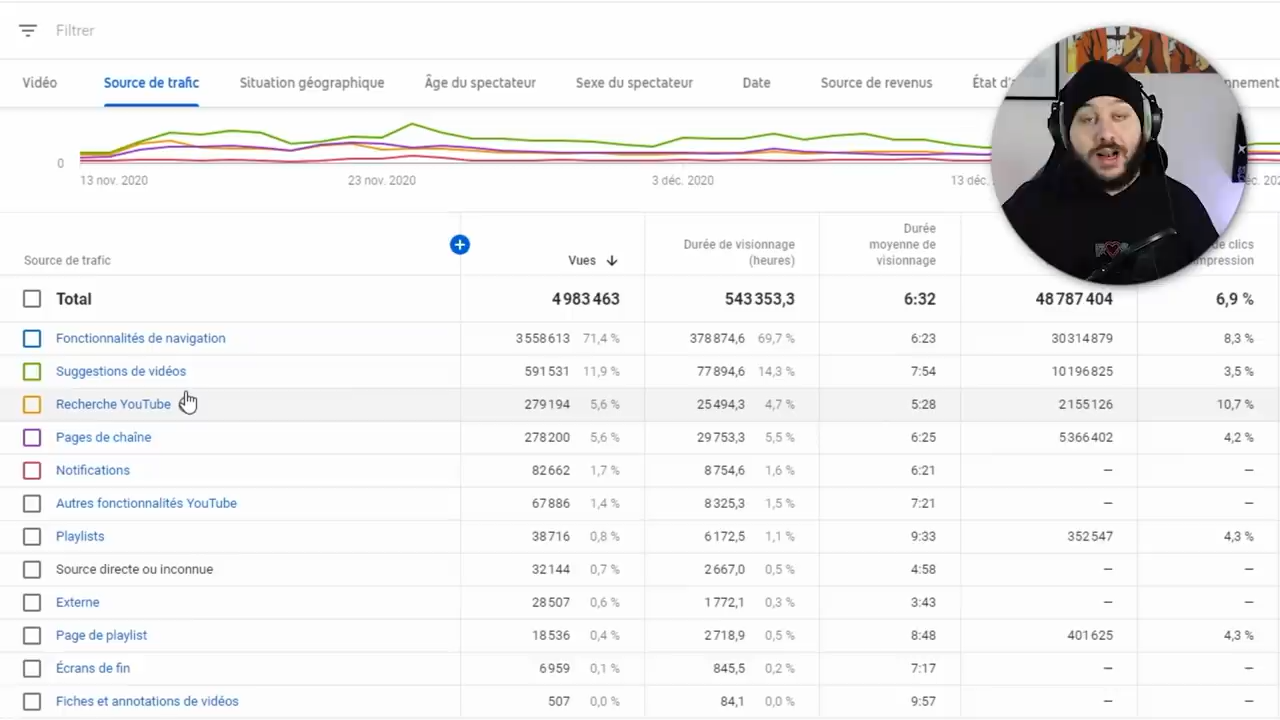 Filtrer
Vidéo Source de trafic Situation géographique Âge du spectateur Sexe du spectateur Date Source de revenus État d' nnement
0
13 nov. 2020 23 nov. 2020 3 déc. 2020 13 déc. éc. 202
Source de trafic Vues Durée de visionnage (heures) Durée moyenne de visionnage de clics mpression
Total 4 983 463 543 353,3 6:32 48 787 404 6,9 %
Fonctionnalités de navigation 3 558 613 71,4 % 378 874,6 69,7 % 6:23 30 314 879 8,3 %
Suggestions de vidéos 591 531 11,9 % 77 894,6 14,3 % 7:54 10 196 825 3,5 %
Recherche YouTube 279 194 5,6 % 25 494,3 4,7 % 5:28 2 155 126 10,7 %
Pages de chaîne 278 200 5,6 % 29 753,3 5,5 % 6:25 5 366 402 4,2 %
Notifications 82 662 1,7 % 8 754,6 1,6 % 6:21 – –
Autres fonctionnalités YouTube 67 886 1,4 % 8 325,3 1,5 % 7:21 – –
Playlists 38 716 0,8 % 6 172,5 1,1 % 9:33 352 547 4,3 %
Source directe ou inconnue 32 144 0,7 % 2 667,0 0,5 % 4:58 – –
Externe 28 507 0,6 % 1 772,1 0,3 % 3:43 – –
Page de playlist 18 536 0,4 % 2 718,9 0,5 % 8:48 401 625 4,3 %
Écrans de fin 6 959 0,1 % 845,5 0,2 % 7:17 – –
Fiches et annotations de vidéos 507 0,0 % 84,1 0,0 % 9:57 – –